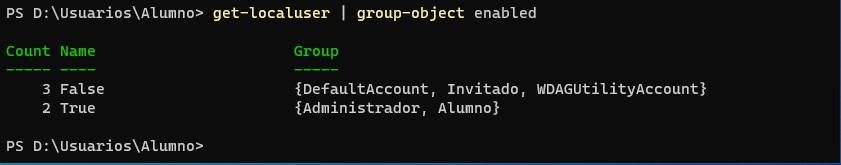 PS D:\Usuarios\Alumno> get-localuser | group-object enabled
Count Name                      Group
----- ----                      -----
    3 False                     {DefaultAccount, Invitado, WDAGUtilityAccount}
    2 True                      {Administrador, Alumno}
PS D:\Usuarios\Alumno>